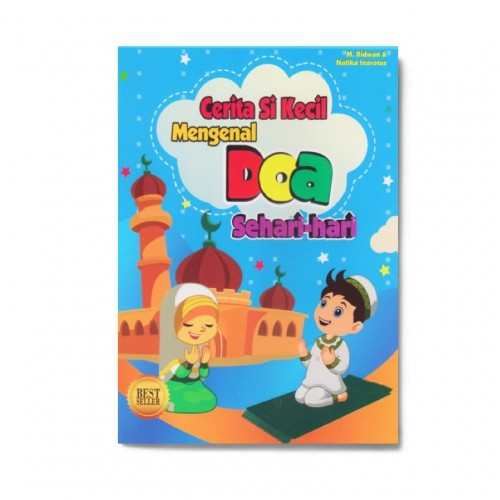 M. Ridwan &
Nafika Inarotus
Cerita Si Kecil
Mengenal
Doa
Sehari-hari
BEST
SELLER